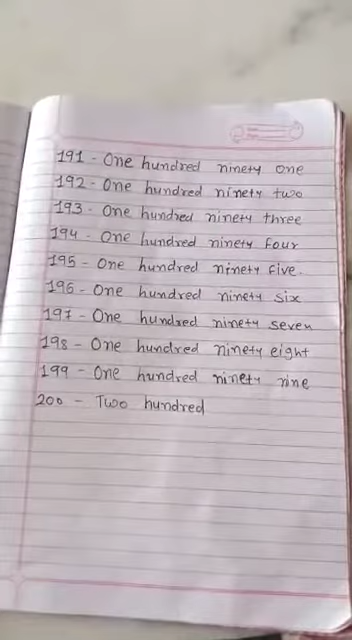 191 - One hundred ninety one
192 - One hundred ninety two
193 - One hundred ninety three
194 - One hundred ninety four
195 - One hundred ninety five.
196 - One hundred ninety six
197 - One hundred ninety seven
198 - One hundred ninety eight
199 - One hundred ninety nine
200 - Two hundred